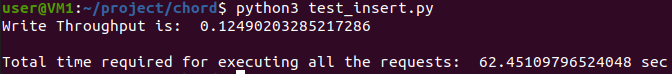 user@VM1:~/project/chord$ python3 test_insert.py
Write Throughput is:  0.12490203285217286
Total time required for executing all the requests:  62.45109796524048 sec